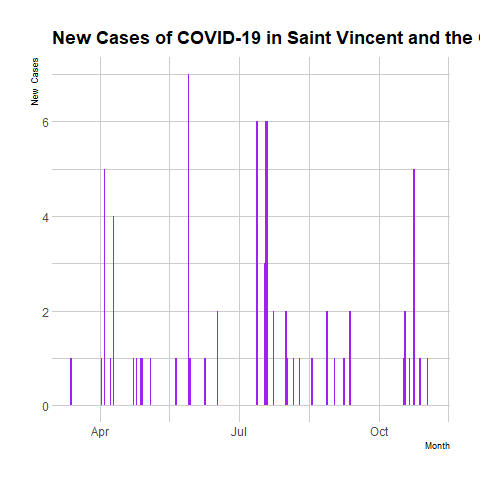 New Cases of COVID-19 in Saint Vincent and the
New Cases
6
4
2
0
Apr Jul Oct
Month